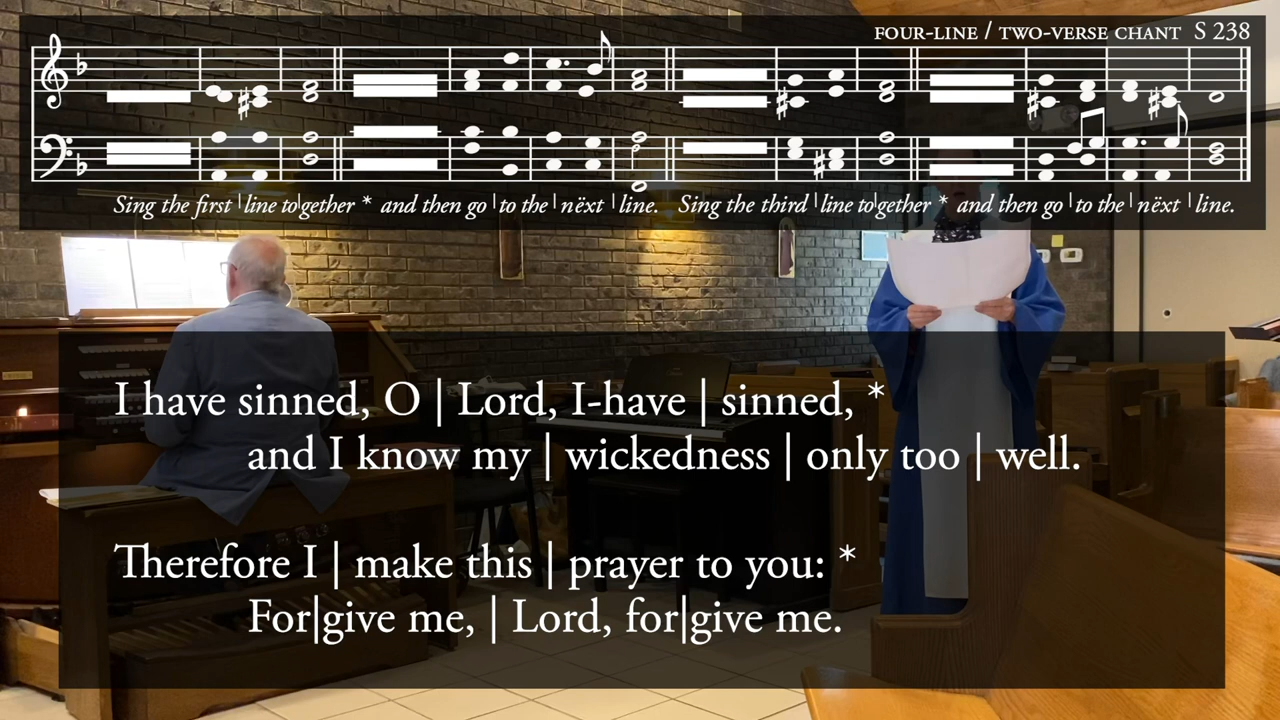 FOUR-LINE / TWO-VERSE CHANT S 238
Sing the first | line to|gether * and then go | to the | nëxt | line. Sing the third | line to|gether * and then go | to the | nëxt | line.
I have sinned, O | Lord, I-have | sinned, *
and I know my | wickedness | only too | well.
Therefore I | make this | prayer to you: *
For|give me, | Lord, for|give me.